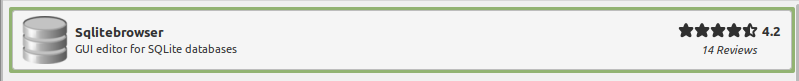 Sqlitebrowser
GUI editor for SQLite databases
4.2
14 Reviews